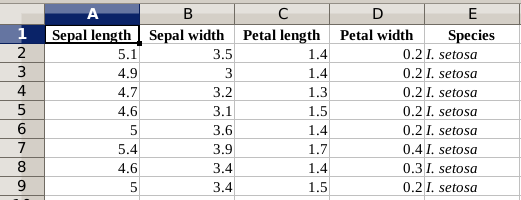 A B C D E
1 Sepal length Sepal width Petal length Petal width Species
2 5.1 3.5 1.4 0.2 I. setosa
3 4.9 3 1.4 0.2 I. setosa
4 4.7 3.2 1.3 0.2 I. setosa
5 4.6 3.1 1.5 0.2 I. setosa
6 5 3.6 1.4 0.2 I. setosa
7 5.4 3.9 1.7 0.4 I. setosa
8 4.6 3.4 1.4 0.3 I. setosa
9 5 3.4 1.5 0.2 I. setosa